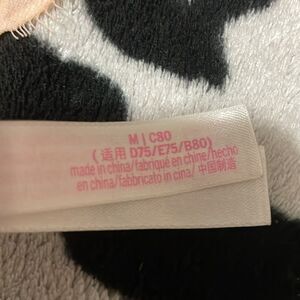 M | C80
(适用 D75/E75/B80)
made in china/fabriqué en chine/hecho
en china/fabbricato in cina/中国制造